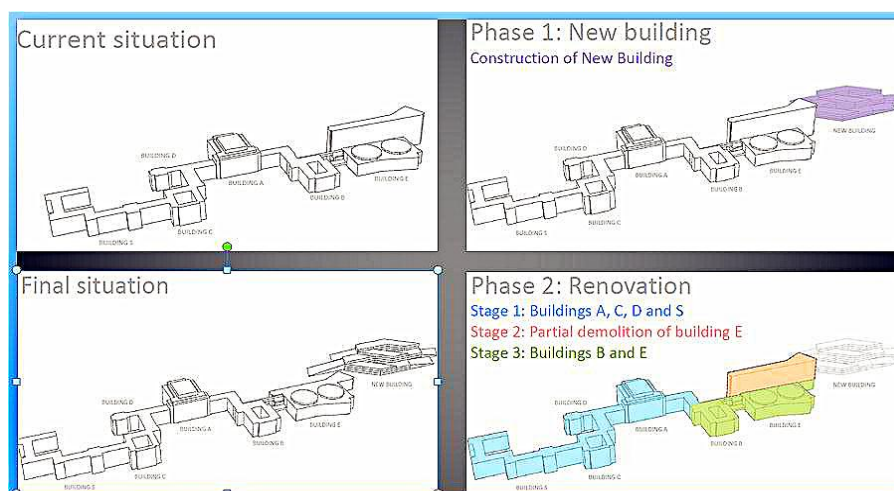 Current situation
BUILDING D
BUILDING A
BUILDING E
BUILDING B
BUILDING C
BUILDING S
Phase 1: New building
Construction of New Building
NEW BUILDING
BUILDING D
BUILDING A
BUILDING E
BUILDING B
BUILDING C
BUILDING S
Final situation
NEW BUILDING
BUILDING D
BUILDING A
BUILDING E
BUILDING B
BUILDING C
BUILDING S
Phase 2: Renovation
Stage 1: Buildings A, C, D and S
Stage 2: Partial demolition of building E
Stage 3: Buildings B and E
NEW BUILDING
BUILDING D
BUILDING A
BUILDING E
BUILDING B
BUILDING C
BUILDING S